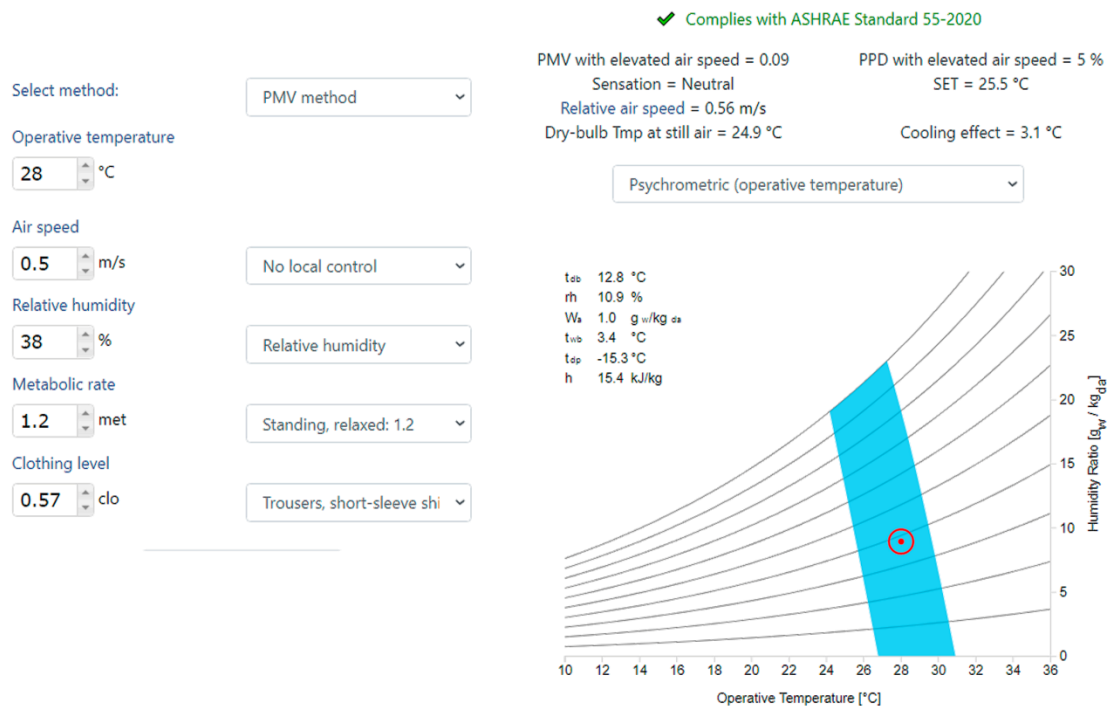 Select method:
PMV method
Operative temperature
28 °C
Air speed
0.5 m/s
No local control
Relative humidity
38 %
Relative humidity
Metabolic rate
1.2 met
Standing, relaxed: 1.2
Clothing level
0.57 clo
Trousers, short-sleeve shi
✔ Complies with ASHRAE Standard 55-2020
PMV with elevated air speed = 0.09
PPD with elevated air speed = 5 %
Sensation = Neutral
SET = 25.5 °C
Relative air speed = 0.56 m/s
Dry-bulb Tmp at still air = 24.9 °C
Cooling effect = 3.1 °C
Psychrometric (operative temperature)
tdb 12.8 °C
rh 10.9 %
Wa 1.0 g w/kg da
twb 3.4 °C
tdp -15.3 °C
h 15.4 kJ/kg
30
25
20
15
10
5
0
Humidity Ratio [gw / kgda]
10 12 14 16 18 20 22 24 26 28 30 32 34 36
Operative Temperature [°C]